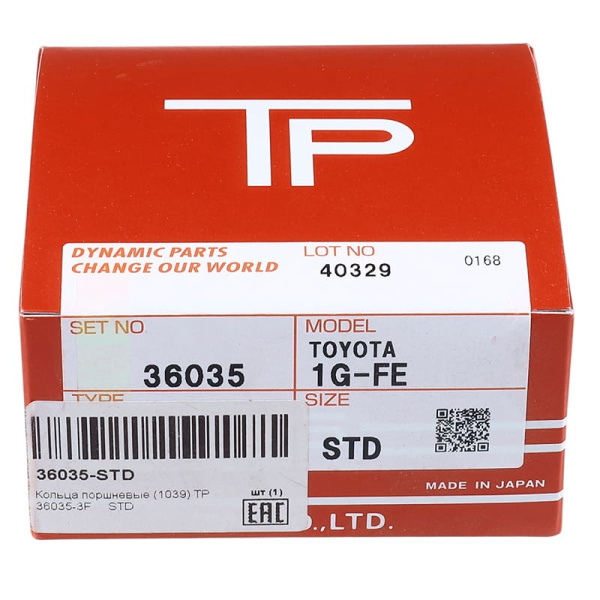 TP
DYNAMIC PARTS
CHANGE OUR WORLD
LOT NO
40329
0168
SET NO
36035
MODEL
TOYOTA
1G-FE
TYPE
SIZE
STD
36035-STD
Кольца поршневые (1039) TP
36035-3F STD
шт (1)
EAC
MADE IN JAPAN
.,LTD.